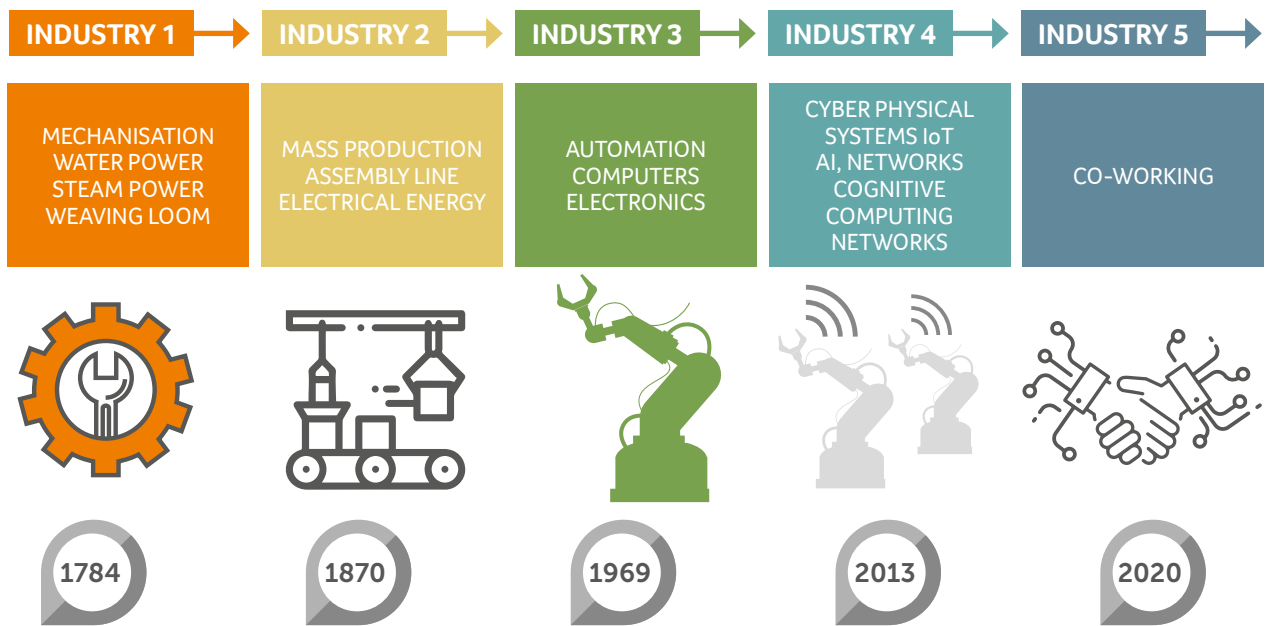 INDUSTRY 1
INDUSTRY 2
INDUSTRY 3
INDUSTRY 4
INDUSTRY 5
MECHANISATION
WATER POWER
STEAM POWER
WEAVING LOOM
MASS PRODUCTION
ASSEMBLY LINE
ELECTRICAL ENERGY
AUTOMATION
COMPUTERS
ELECTRONICS
CYBER PHYSICAL
SYSTEMS IoT
AI, NETWORKS
COGNITIVE
COMPUTING
NETWORKS
CO-WORKING
1784
1870
1969
2013
2020